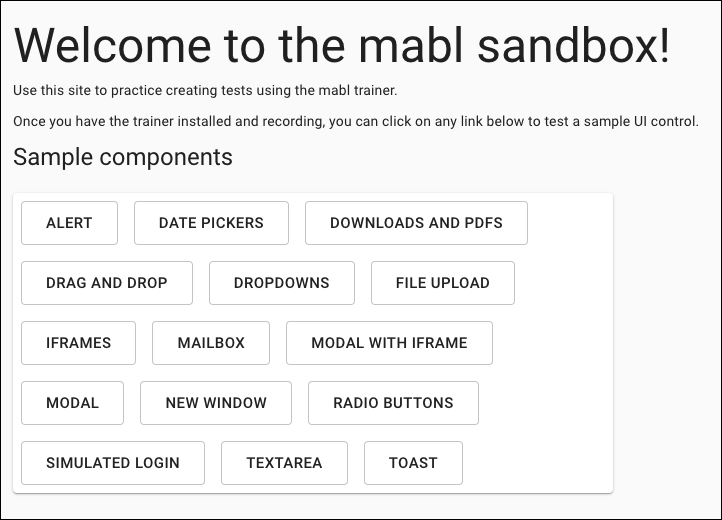 Welcome to the mabl sandbox!
Use this site to practice creating tests using the mabl trainer.
Once you have the trainer installed and recording, you can click on any link below to test a sample UI control.
Sample components
ALERT DATE PICKERS DOWNLOADS AND PDFS
DRAG AND DROP DROPDOWNS FILE UPLOAD
IFRAMES MAILBOX MODAL WITH IFRAME
MODAL NEW WINDOW RADIO BUTTONS
SIMULATED LOGIN TEXTAREA TOAST